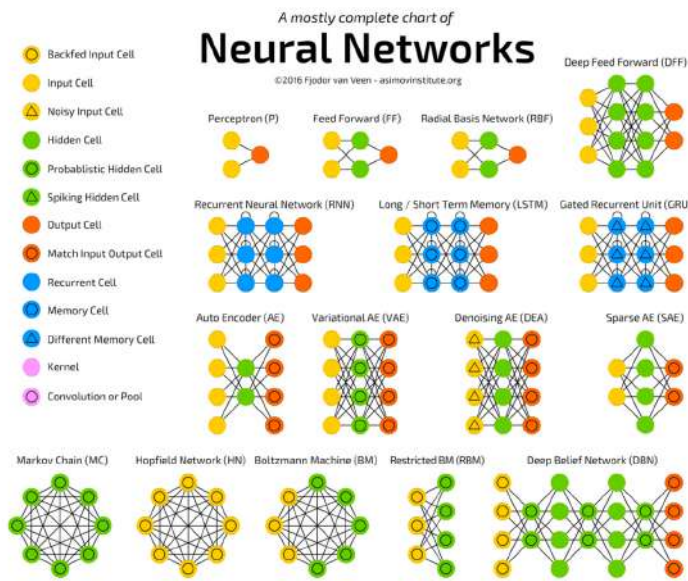 A mostly complete chart of
Neural Networks
©2016 Fjodor van Veen - asimovinstitute.org
Backfed Input Cell
Input Cell
Noisy Input Cell
Hidden Cell
Probablistic Hidden Cell
Spiking Hidden Cell
Output Cell
Match Input Output Cell
Recurrent Cell
Memory Cell
Different Memory Cell
Kernel
Convolution or Pool
Deep Feed Forward (DFF)
Perceptron (P)
Feed Forward (FF)
Radial Basis Network (RBF)
Recurrent Neural Network (RNN)
Long / Short Term Memory (LSTM)
Gated Recurrent Unit (GRU
Auto Encoder (AE)
Variational AE (VAE)
Denoising AE (DEA)
Sparse AE (SAE)
Markov Chain (MC)
Hopfield Network (HN)
Boltzmann Machine (BM)
Restricted BM (RBM)
Deep Belief Network (DBN)